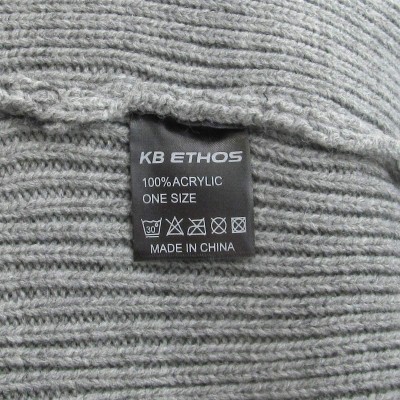 KB ETHOS
100% ACRYLIC
ONE SIZE
30°
MADE IN CHINA